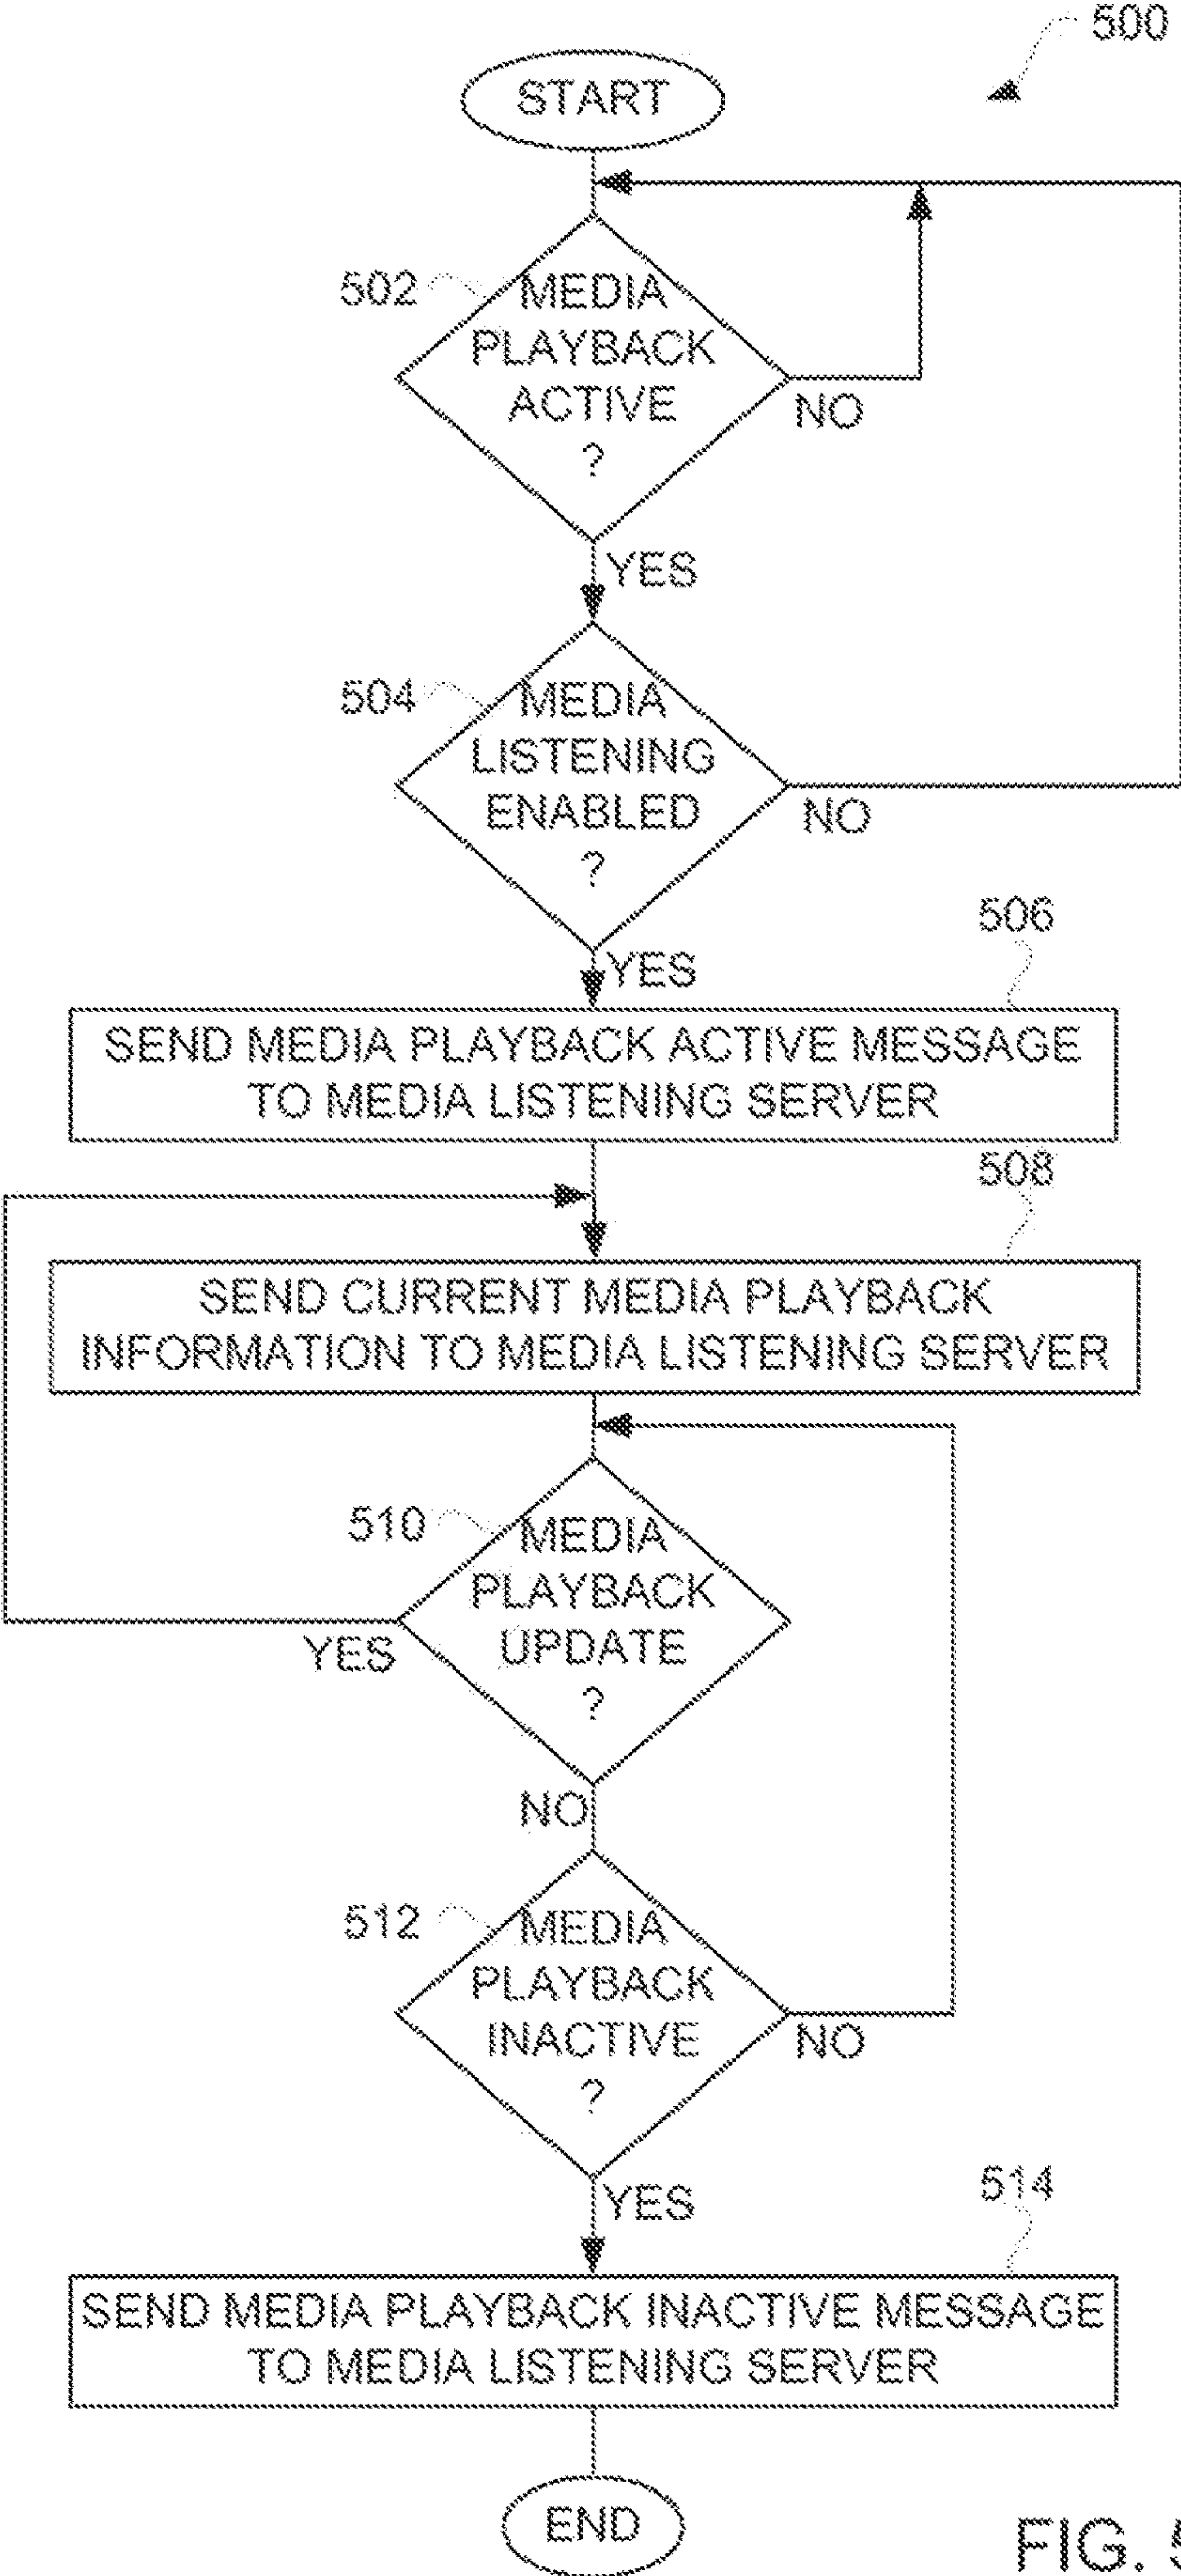 500
START
502
MEDIA
PLAYBACK
ACTIVE
?
NO
YES
504
MEDIA
LISTENING
ENABLED
?
NO
YES
506
SEND MEDIA PLAYBACK ACTIVE MESSAGE
TO MEDIA LISTENING SERVER
508
SEND CURRENT MEDIA PLAYBACK
INFORMATION TO MEDIA LISTENING SERVER
510
MEDIA
PLAYBACK
UPDATE
?
YES
NO
512
MEDIA
PLAYBACK
INACTIVE
?
NO
YES
514
SEND MEDIA PLAYBACK INACTIVE MESSAGE
TO MEDIA LISTENING SERVER
END
FIG. 5